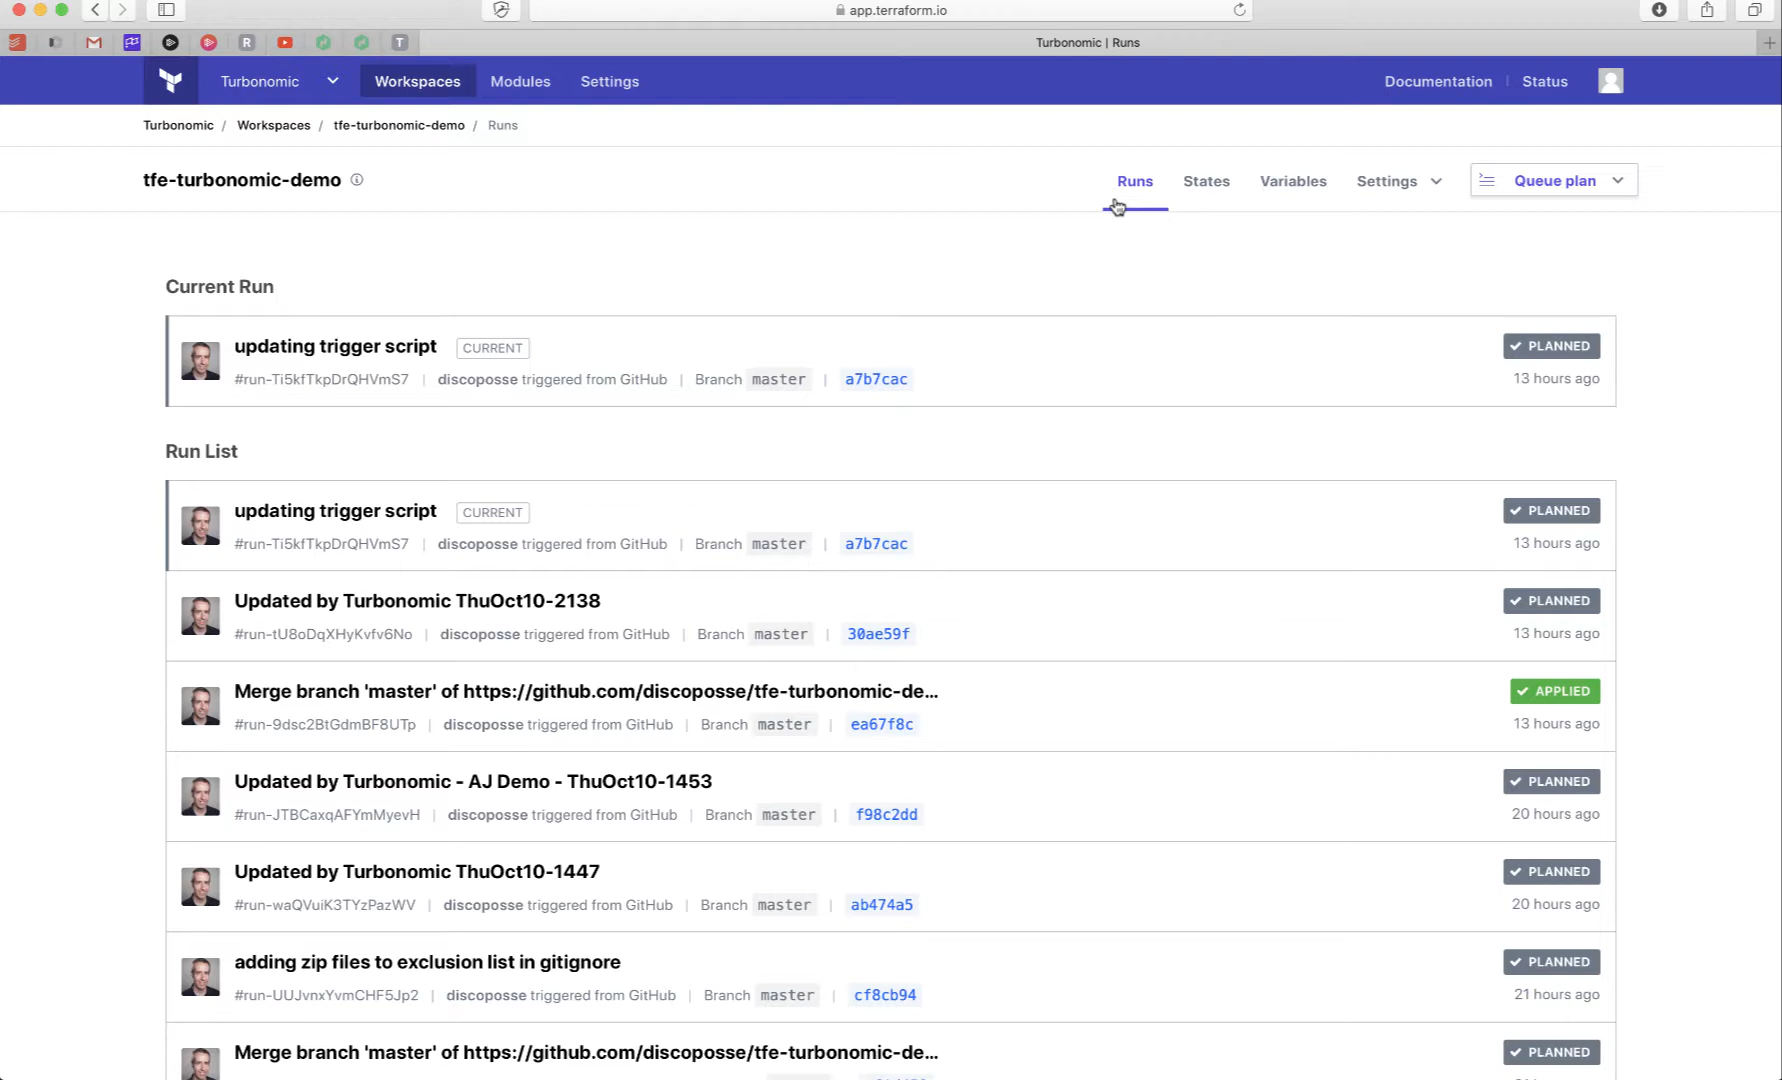 app.terraform.io
R
T
Turbonomic | Runs
Turbonomic
Workspaces
Modules
Settings
Documentation
Status
Turbonomic / Workspaces / tfe-turbonomic-demo / Runs
tfe-turbonomic-demo
Runs
States
Variables
Settings
Queue plan
Current Run
updating trigger script CURRENT
PLANNED
#run-Ti5kfTkpDrQHVmS7 | discoposse triggered from GitHub | Branch master | a7b7cac
13 hours ago
Run List
updating trigger script CURRENT
PLANNED
#run-Ti5kfTkpDrQHVmS7 | discoposse triggered from GitHub | Branch master | a7b7cac
13 hours ago
Updated by Turbonomic ThuOct10-2138
PLANNED
#run-tU8oDqXHyKvfv6No | discoposse triggered from GitHub | Branch master | 30ae59f
13 hours ago
Merge branch 'master' of https://github.com/discoposse/tfe-turbonomic-de...
APPLIED
#run-9dsc2BtGdmBF8UTp | discoposse triggered from GitHub | Branch master | ea67f8c
13 hours ago
Updated by Turbonomic - AJ Demo - ThuOct10-1453
PLANNED
#run-JTBCaxqAFYmMyevH | discoposse triggered from GitHub | Branch master | f98c2dd
20 hours ago
Updated by Turbonomic ThuOct10-1447
PLANNED
#run-waQVuiK3TYzPazWV | discoposse triggered from GitHub | Branch master | ab474a5
20 hours ago
adding zip files to exclusion list in gitignore
PLANNED
#run-UUJvnxYvmCHF5Jp2 | discoposse triggered from GitHub | Branch master | cf8cb94
21 hours ago
Merge branch 'master' of https://github.com/discoposse/tfe-turbonomic-de...
PLANNED